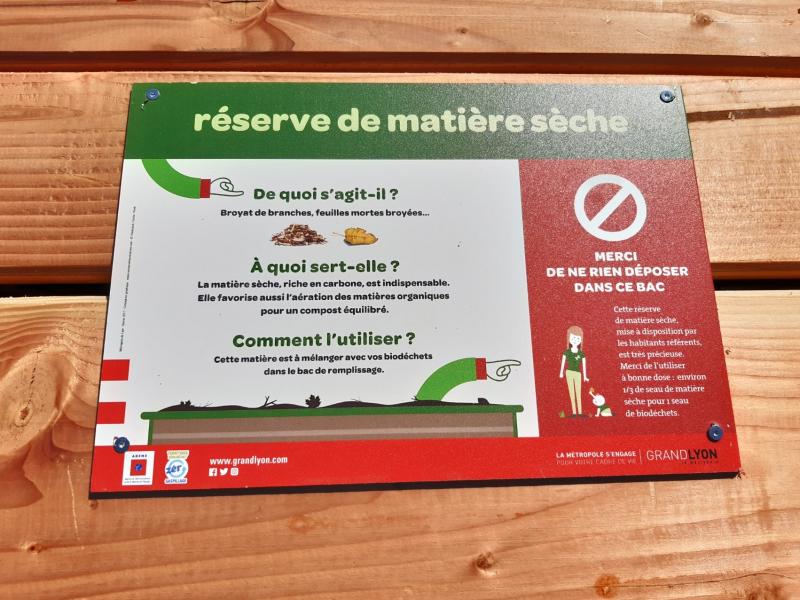 réserve de matière sèche
De quoi s'agit-il ?
Broyat de branches, feuilles mortes broyées...
À quoi sert-elle ?
La matière sèche, riche en carbone, est indispensable.
Elle favorise aussi l'aération des matières organiques
pour un compost équilibré.
Comment l'utiliser ?
Cette matière est à mélanger avec vos biodéchets
dans le bac de remplissage.
MERCI
DE NE RIEN DÉPOSER
DANS CE BAC
Cette réserve
de matière sèche,
mise à disposition par
les habitants référents,
est très précieuse.
Merci de l'utiliser
à bonne dose : environ
1/3 de seau de matière
sèche pour 1 seau
de biodéchets.
ADEME
GASPILLAGE
www.grandlyon.com
LA MÉTROPOLE S'ENGAGE
POUR VOTRE CADRE DE VIE
GRANDLYON
la métropole